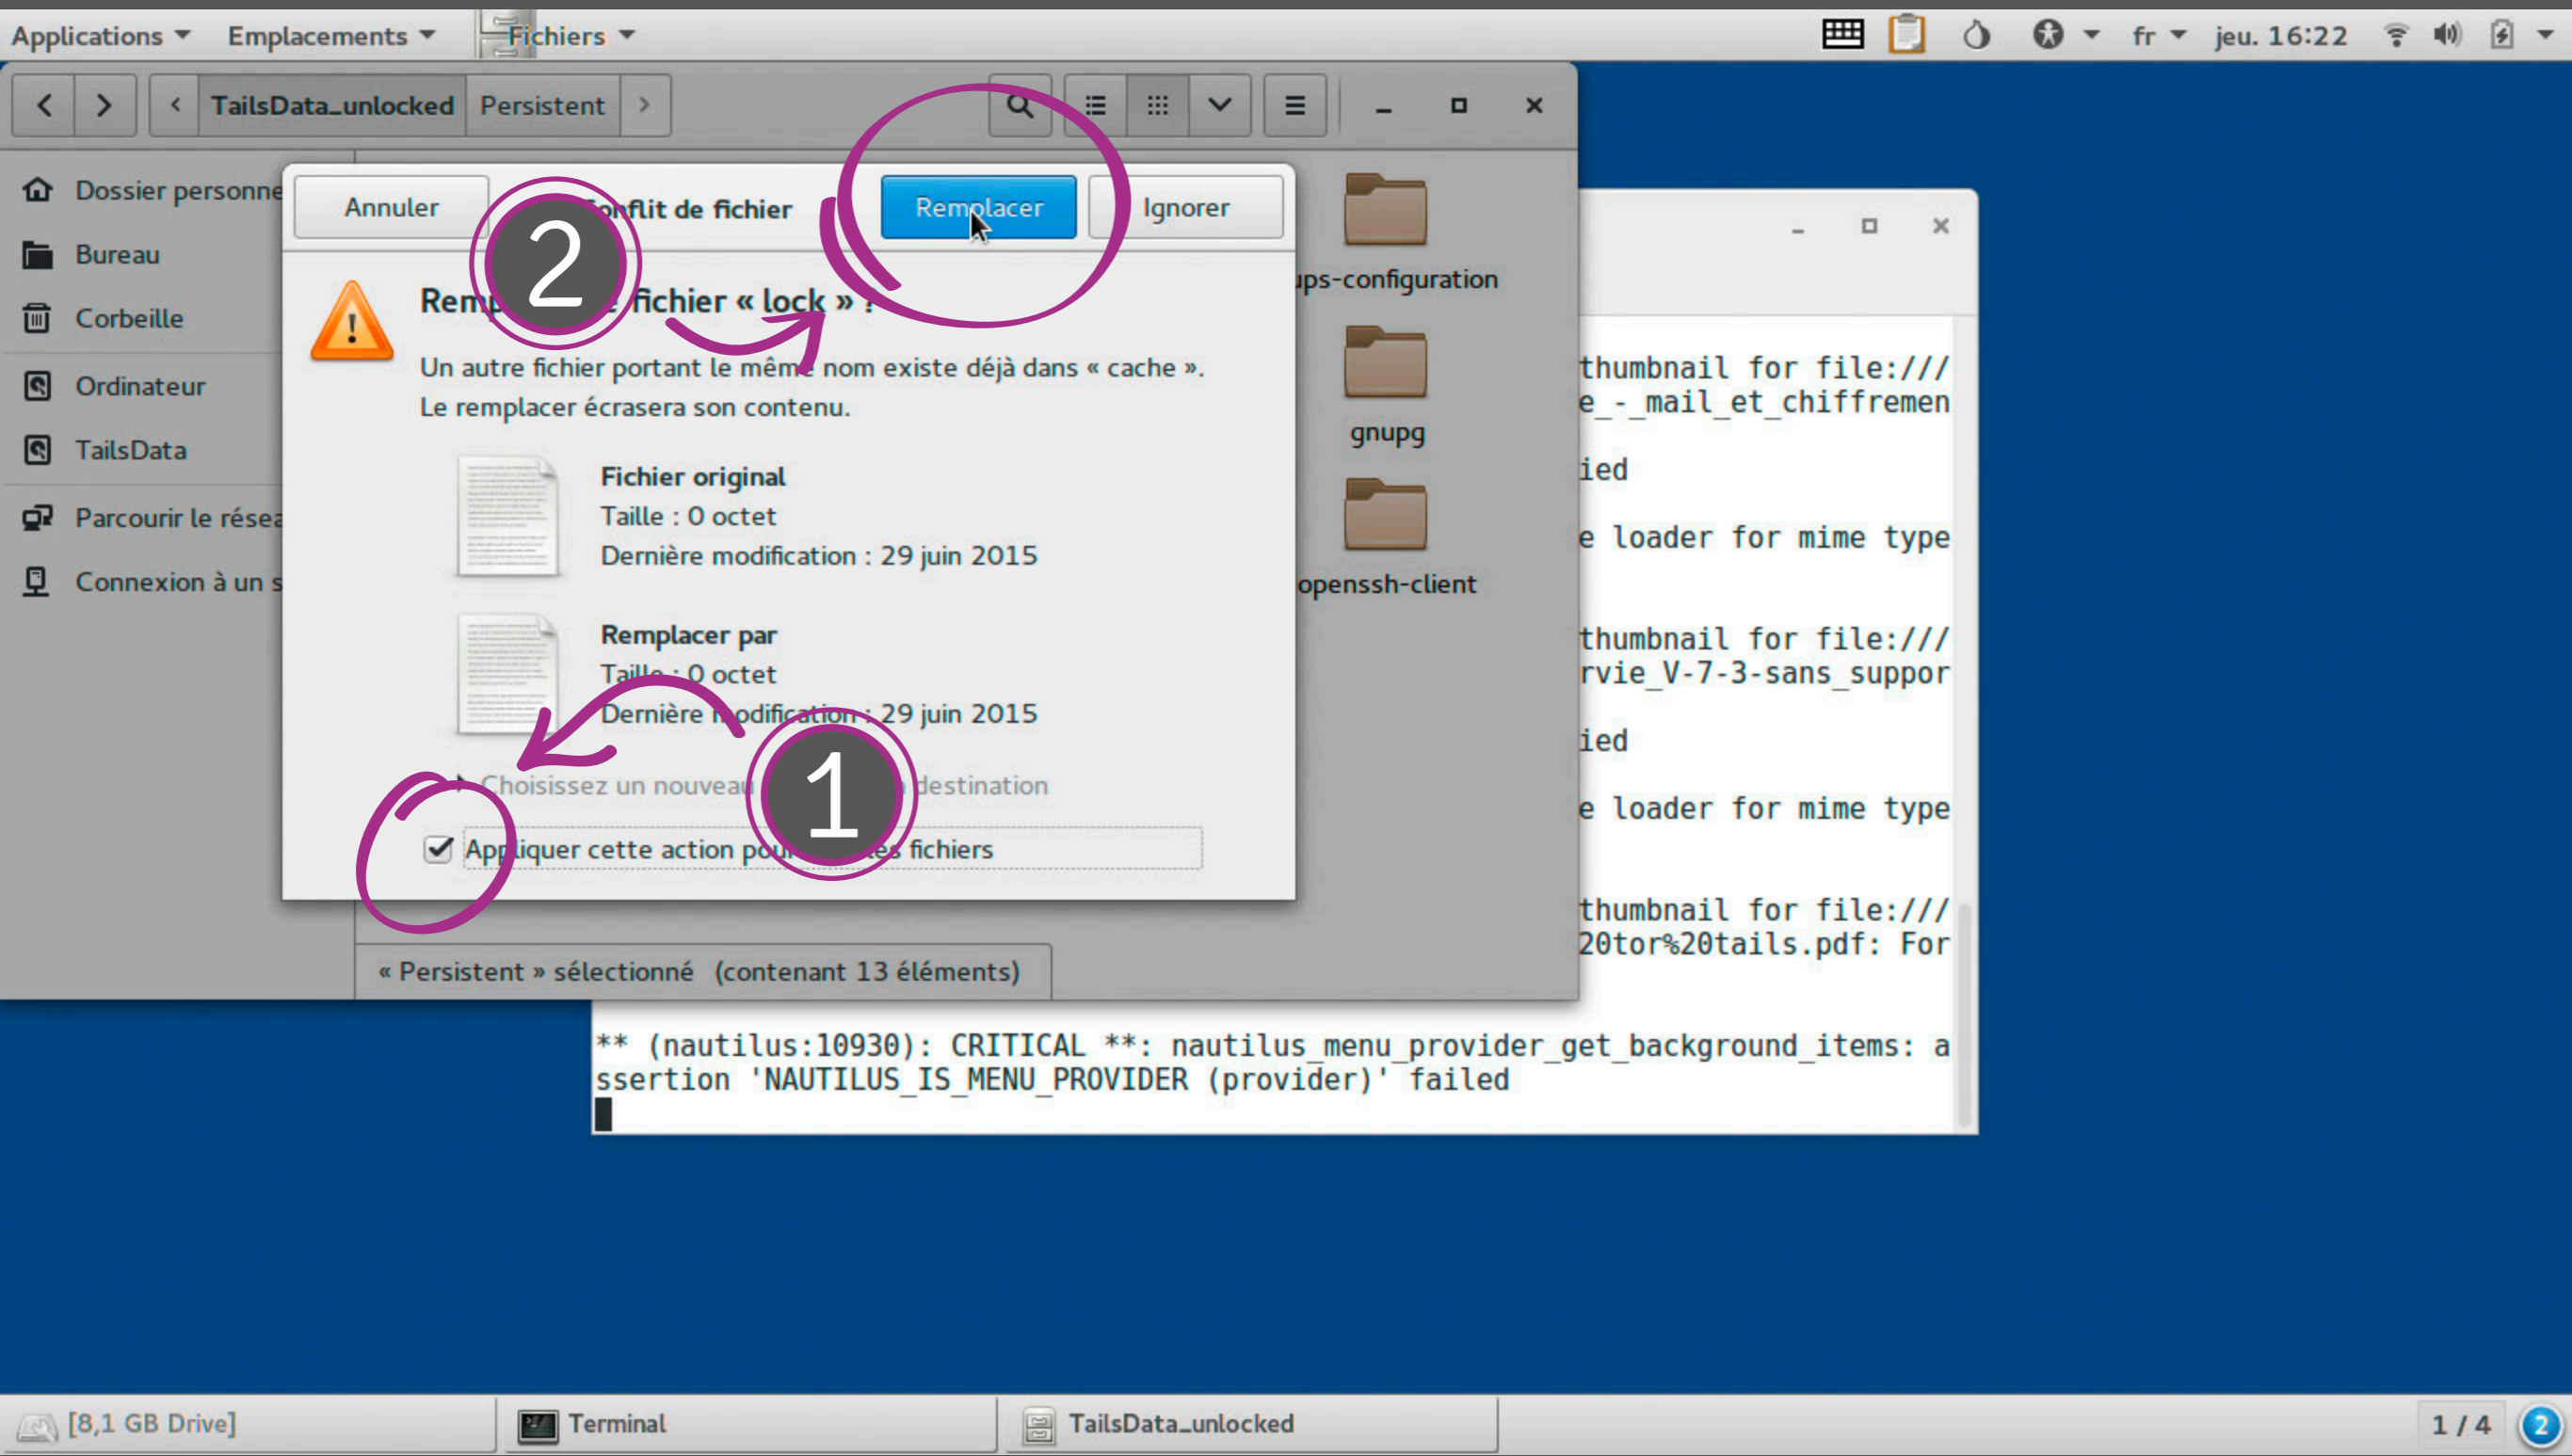 Applications Emplacements Fichiers fr jeu. 16:22
TailsData_unlocked Persistent
Dossier personne
Bureau
Corbeille
Ordinateur
TailsData
Parcourir le résea
Connexion à un s
Annuler Conflit de fichier Remplacer Ignorer
2
fichier « lock » ?
Un autre fichier portant le même nom existe déjà dans « cache ».
Le remplacer écrasera son contenu.
Fichier original
Taille : 0 octet
Dernière modification : 29 juin 2015
Remplacer par
Taille : 0 octet
Dernière modification : 29 juin 2015
Choisissez un nouveau destination
1
Appliquer cette action pour les fichiers
ups-configuration
gnupg
openssh-client
« Persistent » sélectionné (contenant 13 éléments)
thumbnail for file:///
e_-_mail_et_chiffremen
ied
e loader for mime type
thumbnail for file:///
rvie_V-7-3-sans_suppor
ied
e loader for mime type
thumbnail for file:///
20tor%20tails.pdf: For
** (nautilus:10930): CRITICAL **: nautilus_menu_provider_get_background_items: a
ssertion 'NAUTILUS_IS_MENU_PROVIDER (provider)' failed
[8,1 GB Drive] Terminal TailsData_unlocked 1 / 4 2